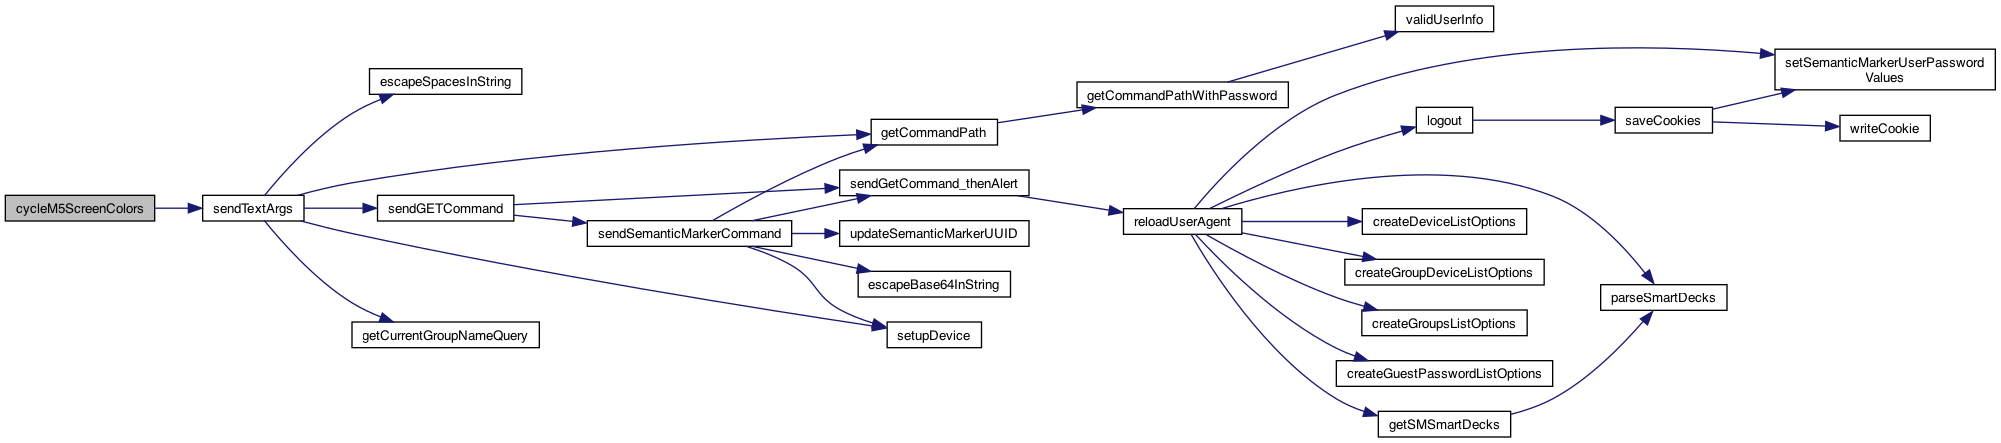 cycleM5ScreenColors
sendTextArgs
escapeSpacesInString
sendGETCommand
getCurrentGroupNameQuery
sendSemanticMarkerCommand
getCommandPath
sendGetCommand_thenAlert
updateSemanticMarkerUUID
escapeBase64InString
setupDevice
getCommandPathWithPassword
reloadUserAgent
validUserInfo
logout
createDeviceListOptions
createGroupDeviceListOptions
createGroupsListOptions
createGuestPasswordListOptions
getSMSmartDecks
saveCookies
parseSmartDecks
setSemanticMarkerUserPassword
Values
writeCookie